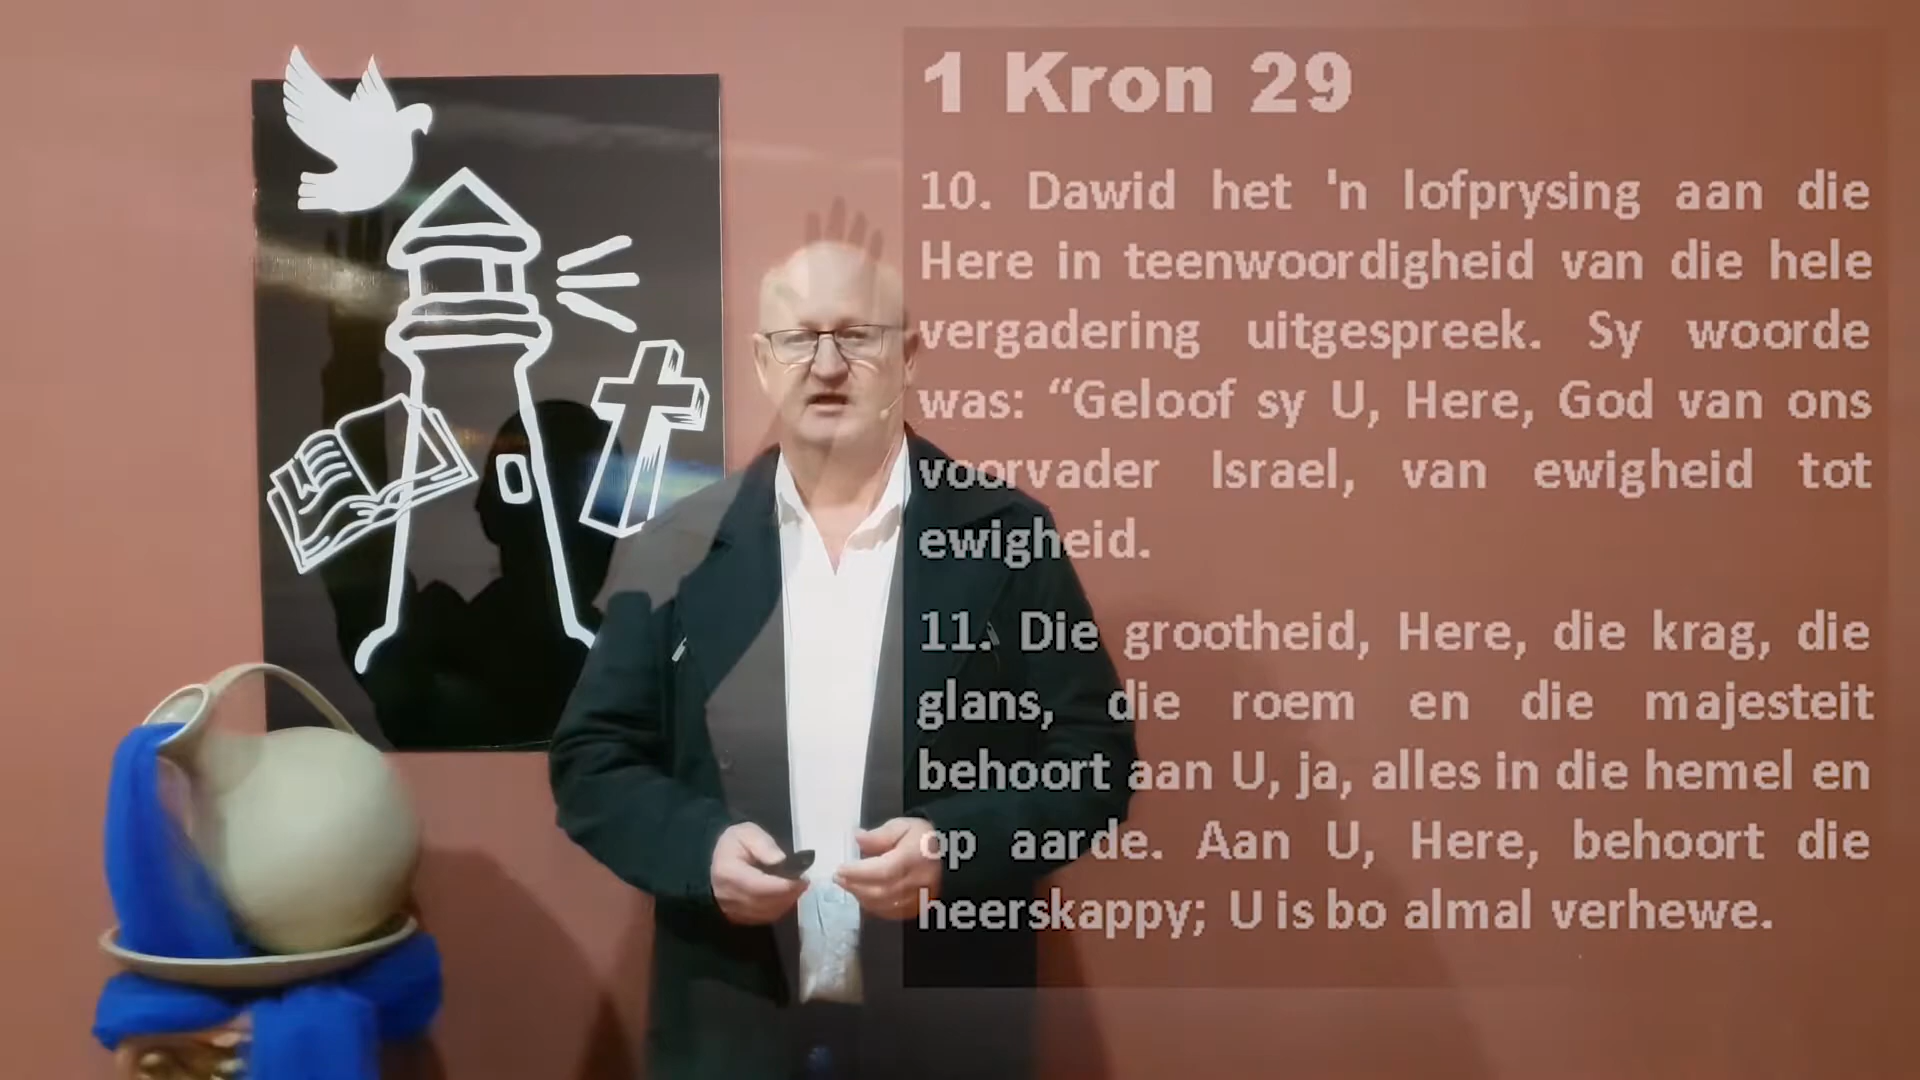 1 Kron 29
10. Dawid het 'n lofprysing aan die
Here in teenwoordigheid van die hele
vergadering uitgespreek. Sy woorde
was: “Geloof sy U, Here, God van ons
voorvader Israel, van ewigheid tot
ewigheid.
11. Die grootheid, Here, die krag, die
glans, die roem en die majesteit
behoort aan U, ja, alles in die hemel en
op aarde. Aan U, Here, behoort die
heerskappy; U is bo almal verhewe.